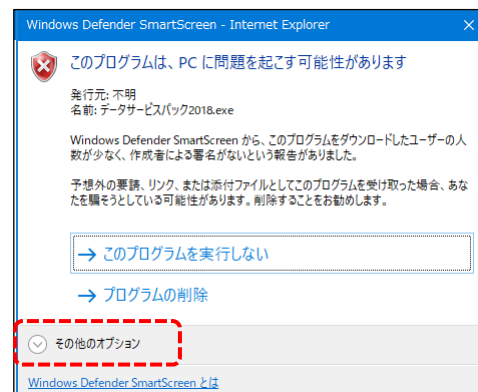 Windows Defender SmartScreen - Internet Explorer
このプログラムは、PC に問題を起こす可能性があります
発行元: 不明
名前: データサービスパック2018.exe
Windows Defender SmartScreen から、このプログラムをダウンロードしたユーザーの人
数が少なく、作成者による署名がないという報告がありました。
予想外の要請、リンク、または添付ファイルとしてこのプログラムを受け取った場合、あな
たを騙そうとしている可能性があります。削除することをお勧めします。
このプログラムを実行しない
プログラムの削除
その他のオプション
Windows Defender SmartScreen とは